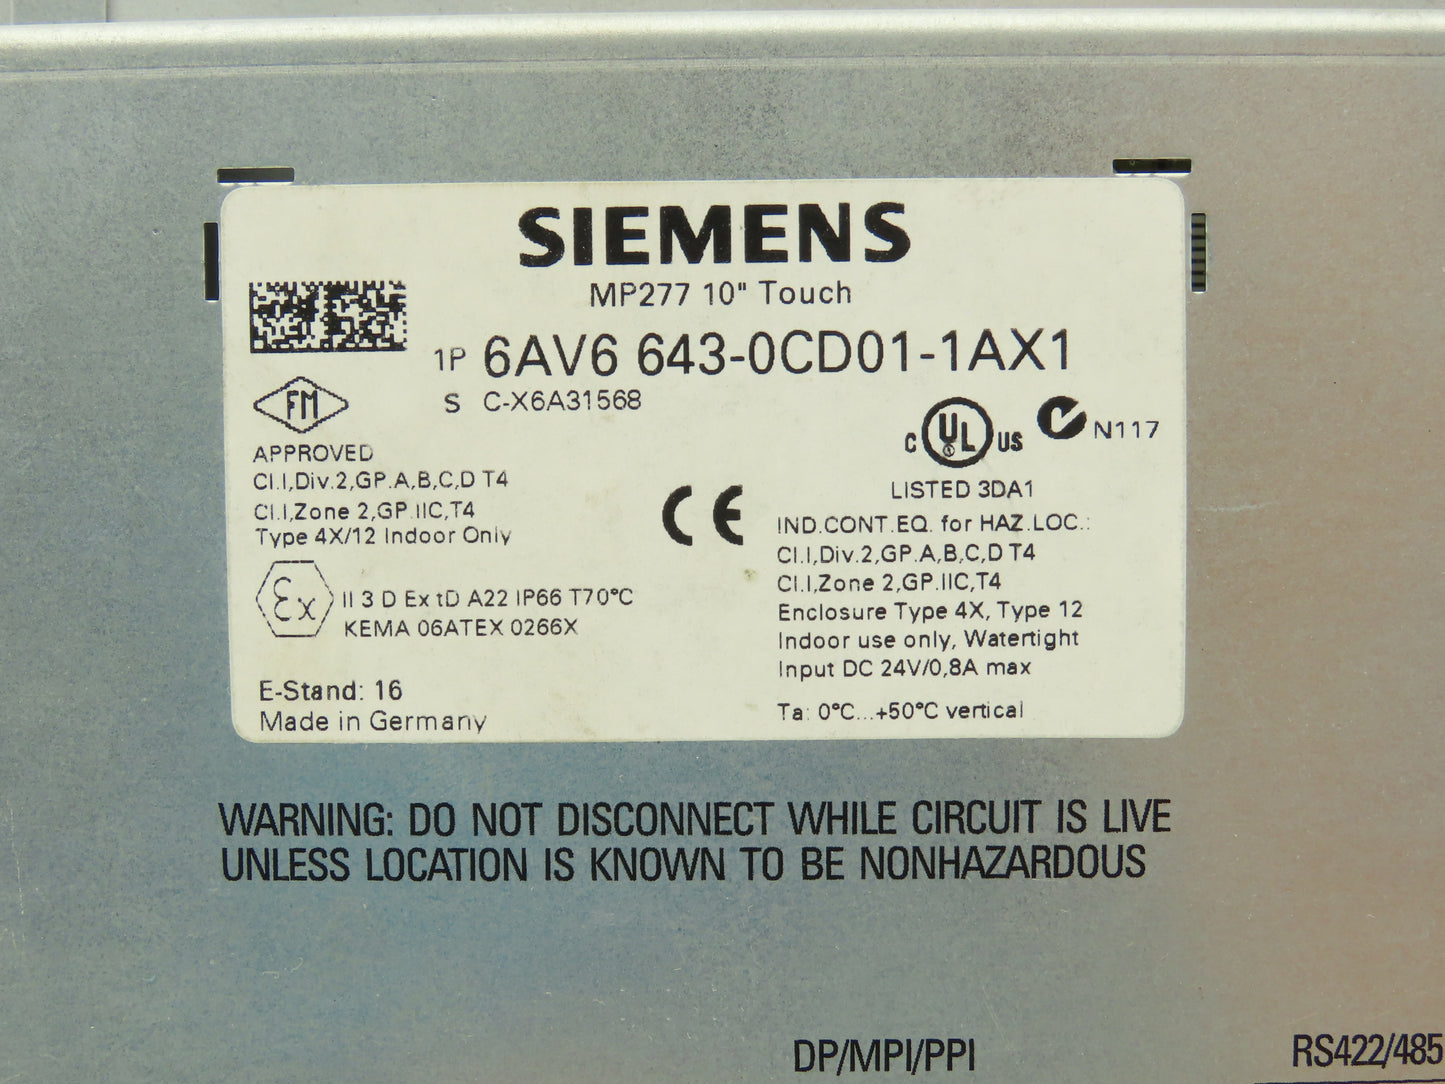 SIEMENS
MP277 10" Touch
1P 6AV6 643-0CD01-1AX1
S C-X6A31568
FM
APPROVED
Cl.I,Div.2,GP.A,B,C,D T4
Cl.I,Zone 2,GP.IIC,T4
Type 4X/12 Indoor Only
Ex II 3 D Ex tD A22 IP66 T70°C
KEMA 06ATEX 0266X
E-Stand: 16
Made in Germany
CE
C UL US N117
LISTED 3DA1
IND.CONT.EQ. for HAZ.LOC.:
Cl.I,Div.2,GP.A,B,C,D T4
Cl.I,Zone 2,GP.IIC,T4
Enclosure Type 4X, Type 12
Indoor use only, Watertight
Input DC 24V/0,8A max
Ta: 0°C...+50°C vertical
WARNING: DO NOT DISCONNECT WHILE CIRCUIT IS LIVE
UNLESS LOCATION IS KNOWN TO BE NONHAZARDOUS
DP/MPI/PPI
RS422/485